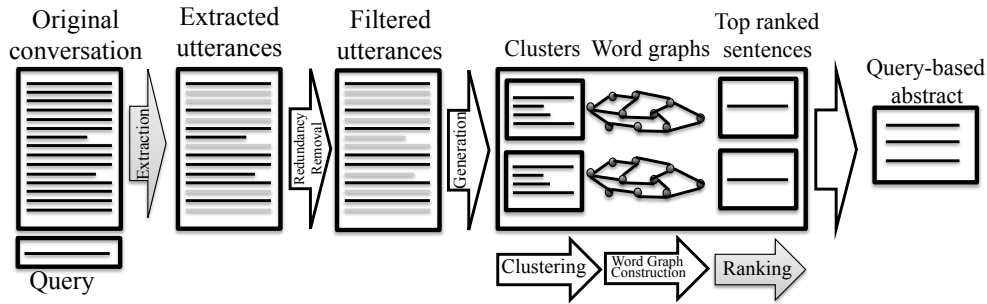 Original
conversation
Extracted
utterances
Filtered
utterances
Clusters
Word graphs
Top ranked
sentences
Query-based
abstract
Extraction
Redundancy
Removal
Generation
Query
Clustering
Word Graph
Construction
Ranking